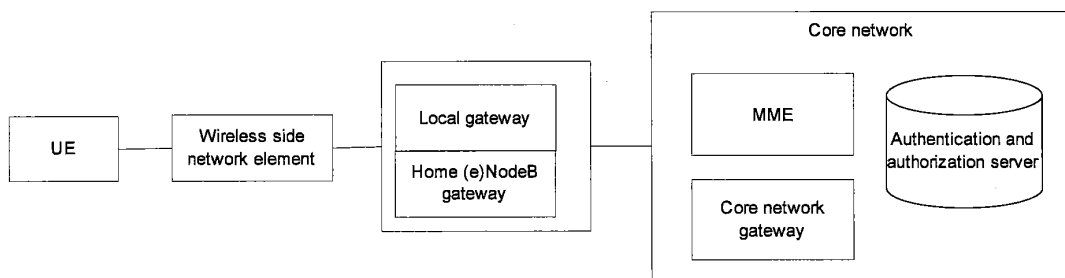 UE
Wireless side
network element
Local gateway
Home (e)NodeB
gateway
Core network
MME
Core network
gateway
Authentication and
authorization server